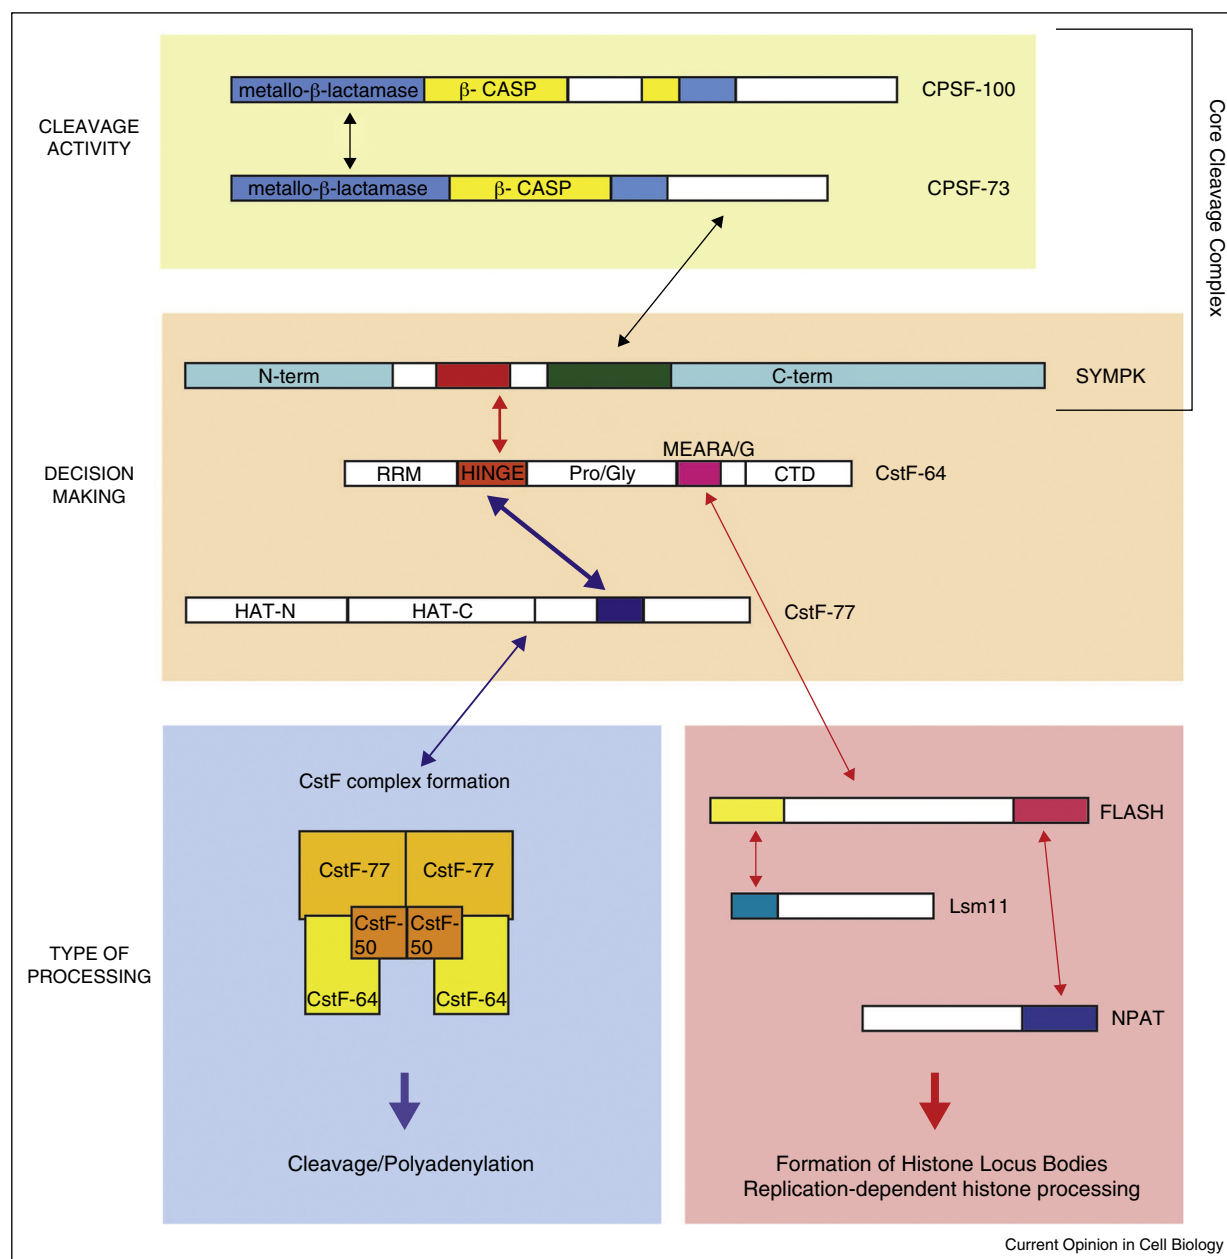 metallo-β-lactamase
β- CASP
CPSF-100
CLEAVAGE
ACTIVITY
metallo-β-lactamase
β- CASP
CPSF-73
Core Cleavage Complex
N-term
C-term
SYMPK
MEARA/G
DECISION
MAKING
RRM
HINGE
Pro/Gly
CTD
CstF-64
HAT-N
HAT-C
CstF-77
CstF complex formation
CstF-77
CstF-77
CstF-
50
CstF-
50
CstF-64
CstF-64
TYPE OF
PROCESSING
Cleavage/Polyadenylation
FLASH
Lsm11
NPAT
Formation of Histone Locus Bodies
Replication-dependent histone processing
Current Opinion in Cell Biology